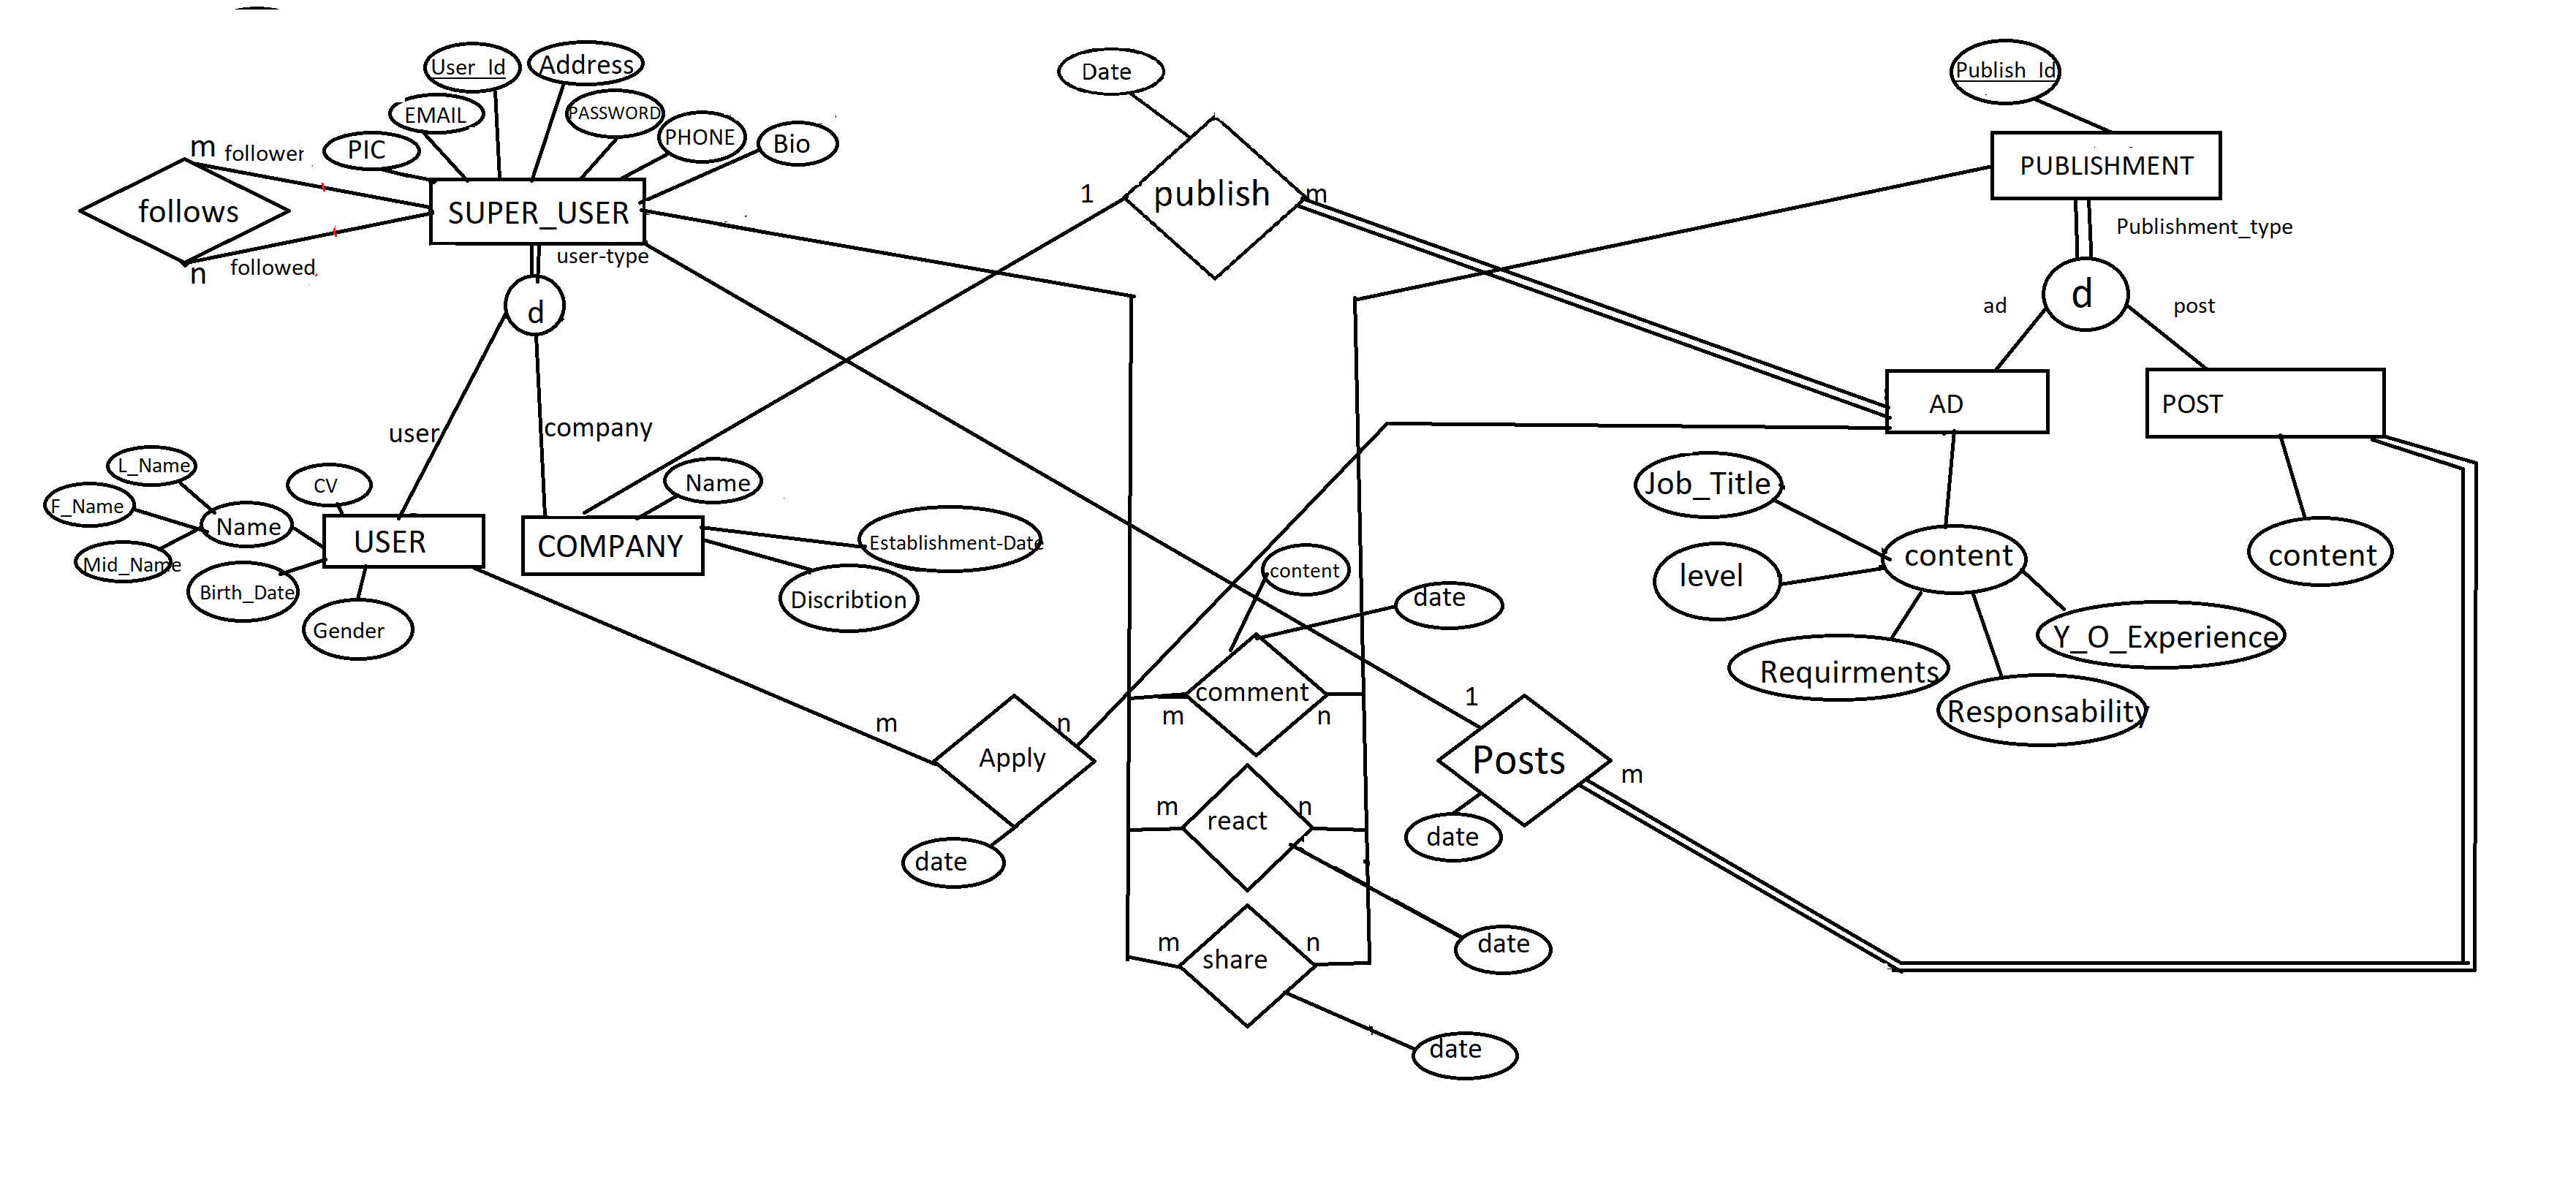 User_Id
Address
EMAIL
PASSWORD
PHONE
Bio
PIC
m
follower
follows
SUPER_USER
n
followed
user-type
d
user
company
L_Name
F_Name
Name
Mid_Name
CV
USER
Birth_Date
Gender
COMPANY
Name
Establishment-Date
Discribtion
Date
1
publish
m
Publish_Id
PUBLISHMENT
Publishment_type
d
ad
post
AD
POST
Job_Title
level
content
Requirments
Responsability
Y_O_Experience
content
content
date
comment
m
n
m
Apply
n
date
m
react
n
date
m
share
n
date
1
Posts
m
date